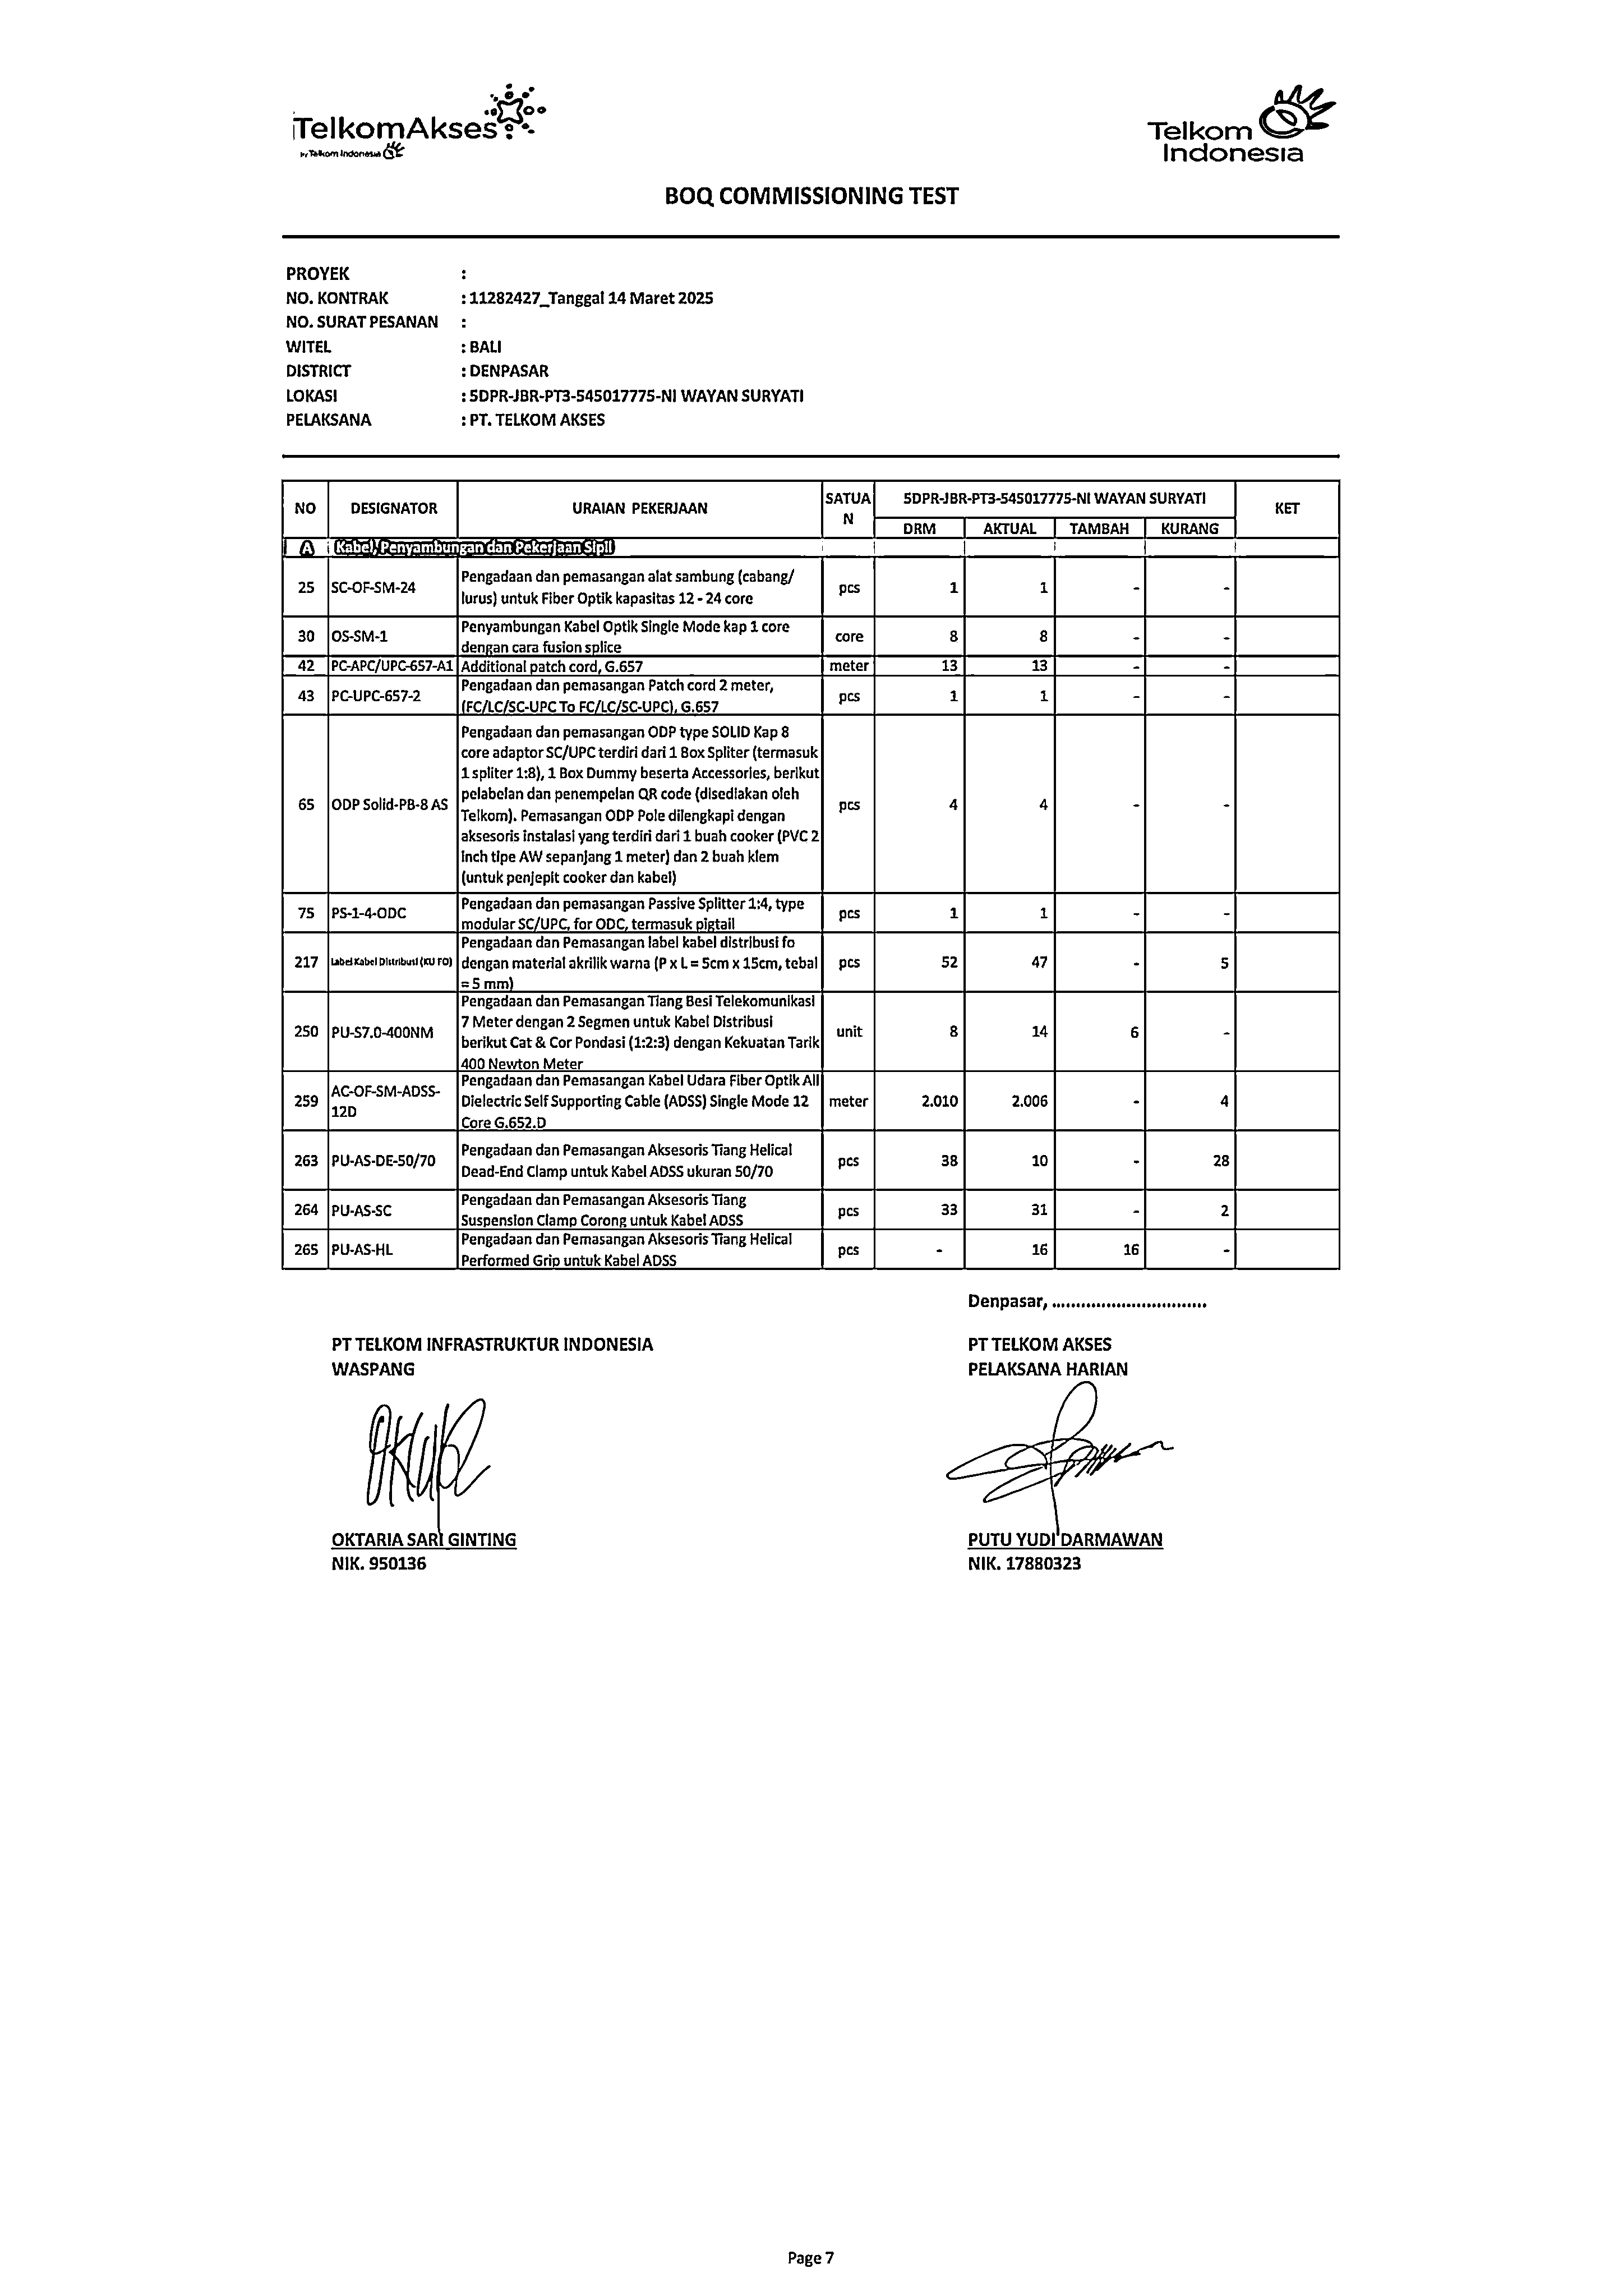 TelkomAkses
by Telkom Indonesia
Telkom
Indonesia
BOQ COMMISSIONING TEST
PROYEK :
NO. KONTRAK : 11282427_Tanggal 14 Maret 2025
NO. SURAT PESANAN :
WITEL : BALI
DISTRICT : DENPASAR
LOKASI : 5DPR-JBR-PT3-545017775-NI WAYAN SURYATI
PELAKSANA : PT. TELKOM AKSES
NO DESIGNATOR URAIAN PEKERJAAN SATUA
N 5DPR-JBR-PT3-545017775-NI WAYAN SURYATI KET
DRM AKTUAL TAMBAH KURANG
A Kabel, Penyambungan dan Pekerjaan Sipil
25 SC-OF-SM-24 Pengadaan dan pemasangan alat sambung (cabang/
lurus) untuk Fiber Optik kapasitas 12 - 24 core pcs 1 1 - -
30 OS-SM-1 Penyambungan Kabel Optik Single Mode kap 1 core
dengan cara fusion splice core 8 8 - -
42 PC-APC/UPC-657-A1 Additional patch cord, G.657 meter 13 13 - -
43 PC-UPC-657-2 Pengadaan dan pemasangan Patch cord 2 meter,
(FC/LC/SC-UPC To FC/LC/SC-UPC), G.657 pcs 1 1 - -
65 ODP Solid-PB-8 AS Pengadaan dan pemasangan ODP type SOLID Kap 8
core adaptor SC/UPC terdiri dari 1 Box Spliter (termasuk
1 spliter 1:8), 1 Box Dummy beserta Accessories, berikut
pelabelan dan penempelan QR code (disediakan oleh
Telkom). Pemasangan ODP Pole dilengkapi dengan
aksesoris instalasi yang terdiri dari 1 buah cooker (PVC 2
inch tipe AW sepanjang 1 meter) dan 2 buah klem
(untuk penjepit cooker dan kabel) pcs 4 4 - -
75 PS-1-4-ODC Pengadaan dan pemasangan Passive Splitter 1:4, type
modular SC/UPC, for ODC, termasuk pigtail pcs 1 1 - -
217 Label Kabel Distribusi (KU FO) Pengadaan dan Pemasangan label kabel distribusi fo
dengan material akrilik warna (P x L = 5cm x 15cm, tebal
= 5 mm) pcs 52 47 - 5
250 PU-S7.0-400NM Pengadaan dan Pemasangan Tiang Besi Telekomunikasi
7 Meter dengan 2 Segmen untuk Kabel Distribusi
berikut Cat & Cor Pondasi (1:2:3) dengan Kekuatan Tarik
400 Newton Meter unit 8 14 6 -
259 AC-OF-SM-ADSS-
12D Pengadaan dan Pemasangan Kabel Udara Fiber Optik All
Dielectric Self Supporting Cable (ADSS) Single Mode 12
Core G.652.D meter 2.010 2.006 - 4
263 PU-AS-DE-50/70 Pengadaan dan Pemasangan Aksesoris Tiang Helical
Dead-End Clamp untuk Kabel ADSS ukuran 50/70 pcs 38 10 - 28
264 PU-AS-SC Pengadaan dan Pemasangan Aksesoris Tiang
Suspension Clamp Corong untuk Kabel ADSS pcs 33 31 - 2
265 PU-AS-HL Pengadaan dan Pemasangan Aksesoris Tiang Helical
Performed Grip untuk Kabel ADSS pcs - 16 16 -
Denpasar, ................................
PT TELKOM INFRASTRUKTUR INDONESIA
WASPANG
PT TELKOM AKSES
PELAKSANA HARIAN
OKTARIA SARI GINTING
NIK. 950136
PUTU YUDI DARMAWAN
NIK. 17880323
Page 7